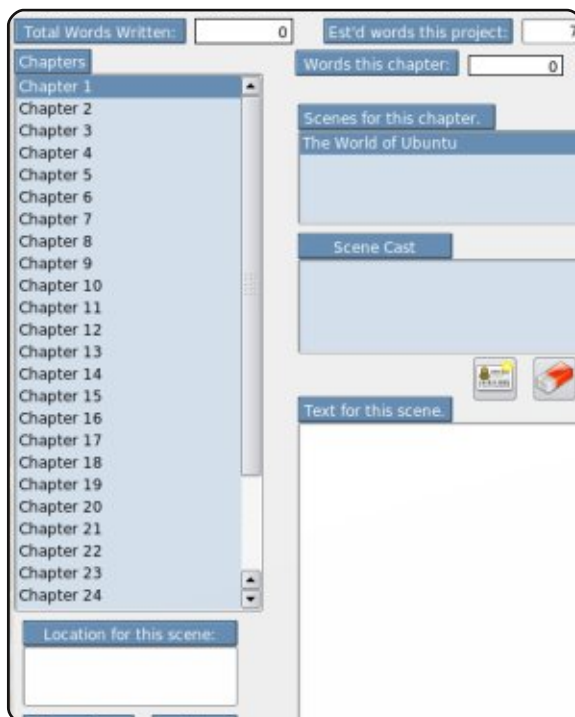 Total Words Written: 0 Est'd words this project: 7
Chapters
Words this chapter: 0
Chapter 1
Chapter 2
Chapter 3
Chapter 4
Chapter 5
Chapter 6
Chapter 7
Chapter 8
Chapter 9
Chapter 10
Chapter 11
Chapter 12
Chapter 13
Chapter 14
Chapter 15
Chapter 16
Chapter 17
Chapter 18
Chapter 19
Chapter 20
Chapter 21
Chapter 22
Chapter 23
Chapter 24
Location for this scene:
Scenes for this chapter.
The World of Ubuntu
Scene Cast
Text for this scene.